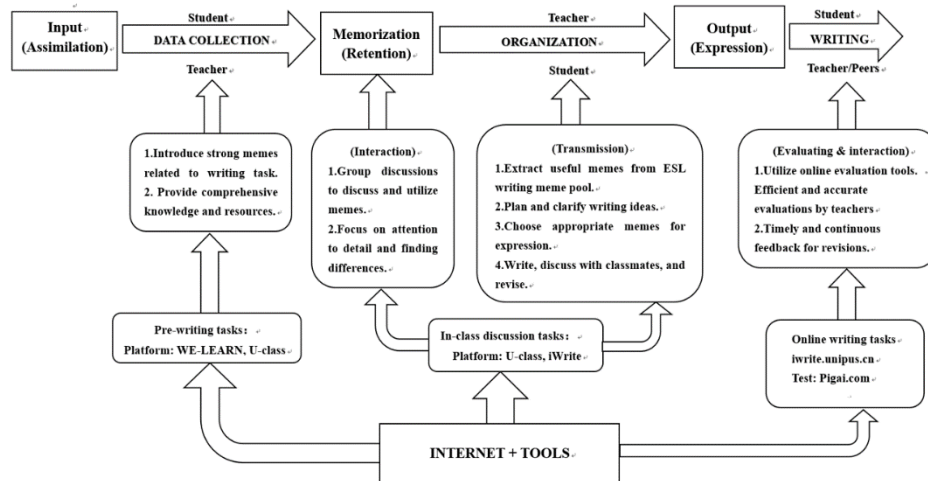 Input
(Assimilation)
Student
DATA COLLECTION
Teacher
Memorization
(Retention)
Teacher
ORGANIZATION
Student
Output
(Expression)
Student
WRITING
Teacher/Peers
1.Introduce strong memes
related to writing task.
2. Provide comprehensive
knowledge and resources.
(Interaction)
1.Group discussions
to discuss and utilize
memes.
2.Focus on attention
to detail and finding
differences.
(Transmission)
1.Extract useful memes from ESL
writing meme pool.
2.Plan and clarify writing ideas.
3.Choose appropriate memes for
expression.
4.Write, discuss with classmates, and
revise.
(Evaluating & interaction)
1.Utilize online evaluation tools.
Efficient and accurate
evaluations by teachers
2.Timely and continuous
feedback for revisions.
Pre-writing tasks：
Platform: WE-LEARN, U-class
In-class discussion tasks：
Platform: U-class, iWrite
Online writing tasks
iwrite.unipus.cn
Test: Pigai.com
INTERNET + TOOLS